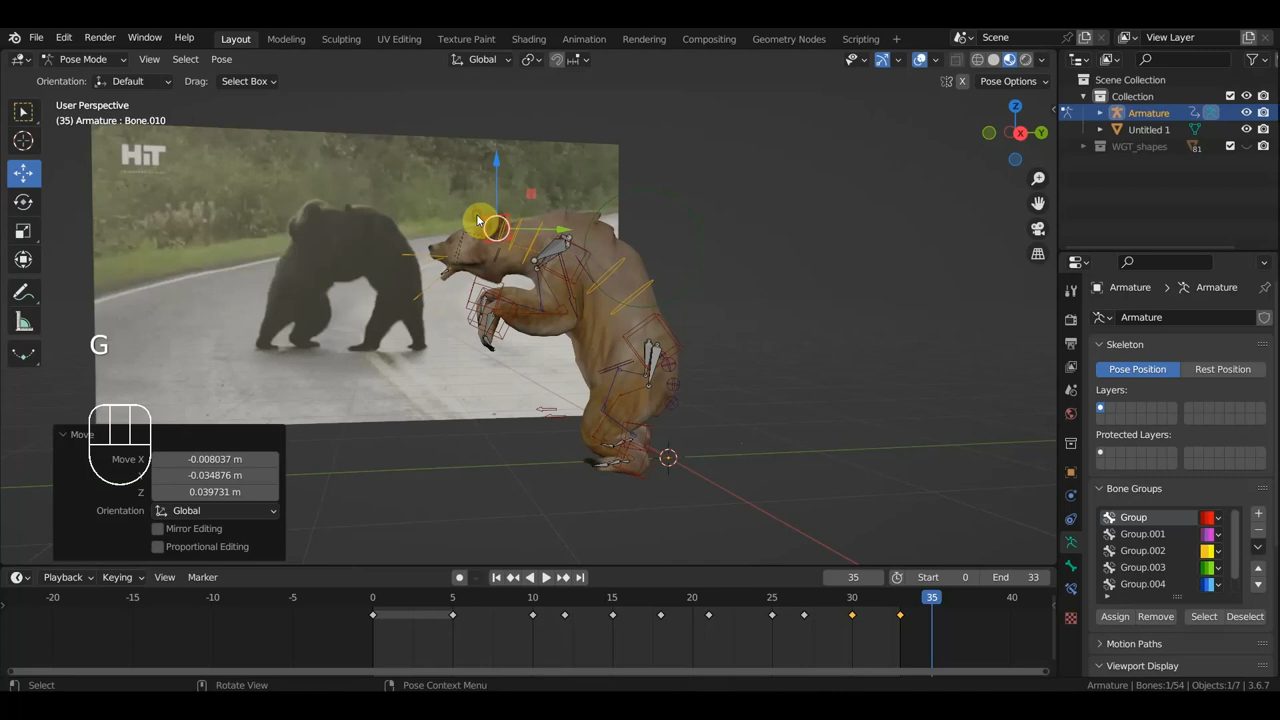 File Edit Render Window Help Layout Modeling Sculpting UV Editing Texture Paint Shading Animation Rendering Compositing Geometry Nodes Scripting + Scene View Layer
Pose Mode View Select Pose Global
Orientation: Default Drag: Select Box X Pose Options
Scene Collection
Collection
Armature
Untitled 1
WGT_shapes 81
User Perspective
(35) Armature : Bone.010
HiT
Z
X
Y
G
Move
Move X -0.008037 m
-0.034876 m
Z 0.039731 m
Orientation Global
Mirror Editing
Proportional Editing
Armature Armature
Armature
Skeleton
Pose Position Rest Position
Layers:
Protected Layers:
Bone Groups
Group
Group.001
Group.002
Group.003
Group.004
Assign Remove Select Deselect
Motion Paths
Viewport Display
Playback Keying View Marker 35 Start 0 End 33
-20 -15 -10 -5 0 5 10 15 20 25 30 35 40
Select Rotate View Pose Context Menu Armature | Bones:1/54 | Objects:1/7 | 3.6.7